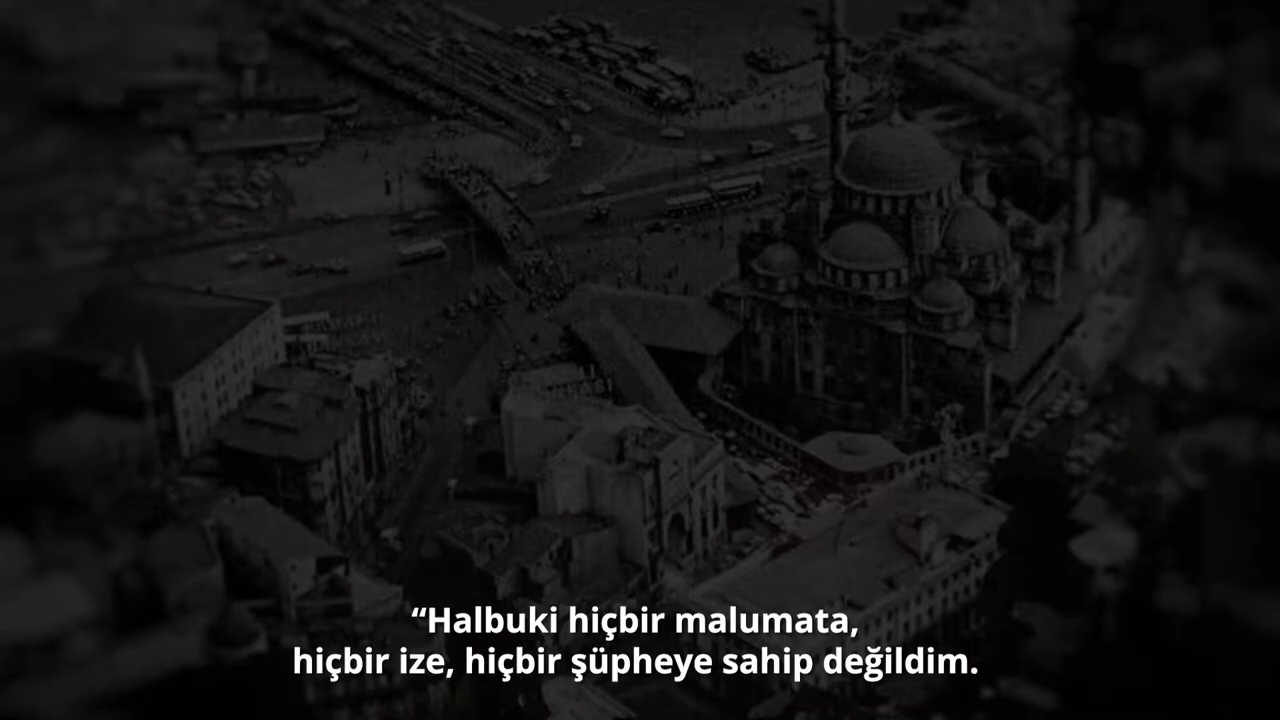 “Halbuki hiçbir malumata,
hiçbir ize, hiçbir şüpheye sahip değildim.